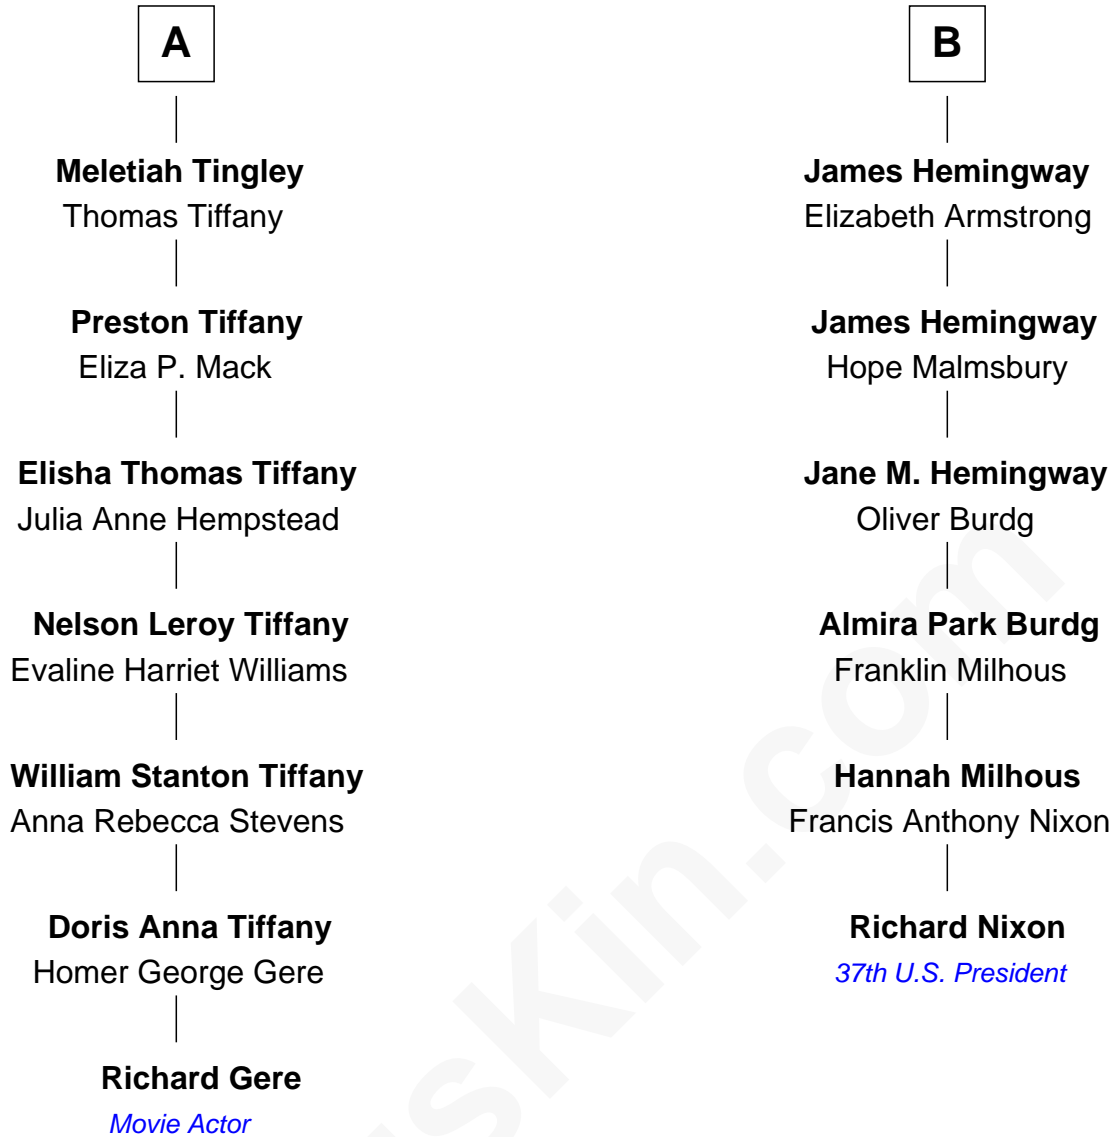 A
Meletiah Tingley
Thomas Tiffany
Preston Tiffany
Eliza P. Mack
Elisha Thomas Tiffany
Julia Anne Hempstead
Nelson Leroy Tiffany
Evaline Harriet Williams
William Stanton Tiffany
Anna Rebecca Stevens
Doris Anna Tiffany
Homer George Gere
Richard Gere
Movie Actor
B
James Hemingway
Elizabeth Armstrong
James Hemingway
Hope Malmsbury
Jane M. Hemingway
Oliver Burdg
Almira Park Burdg
Franklin Milhous
Hannah Milhous
Francis Anthony Nixon
Richard Nixon
37th U.S. President